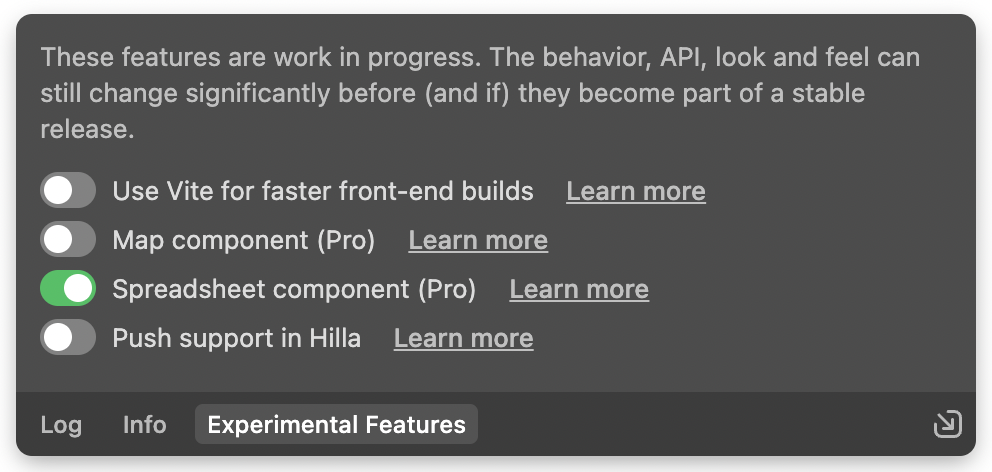 These features are work in progress. The behavior, API, look and feel can
still change significantly before (and if) they become part of a stable
release.
Use Vite for faster front-end builds Learn more
Map component (Pro) Learn more
Spreadsheet component (Pro) Learn more
Push support in Hilla Learn more
Log Info Experimental Features